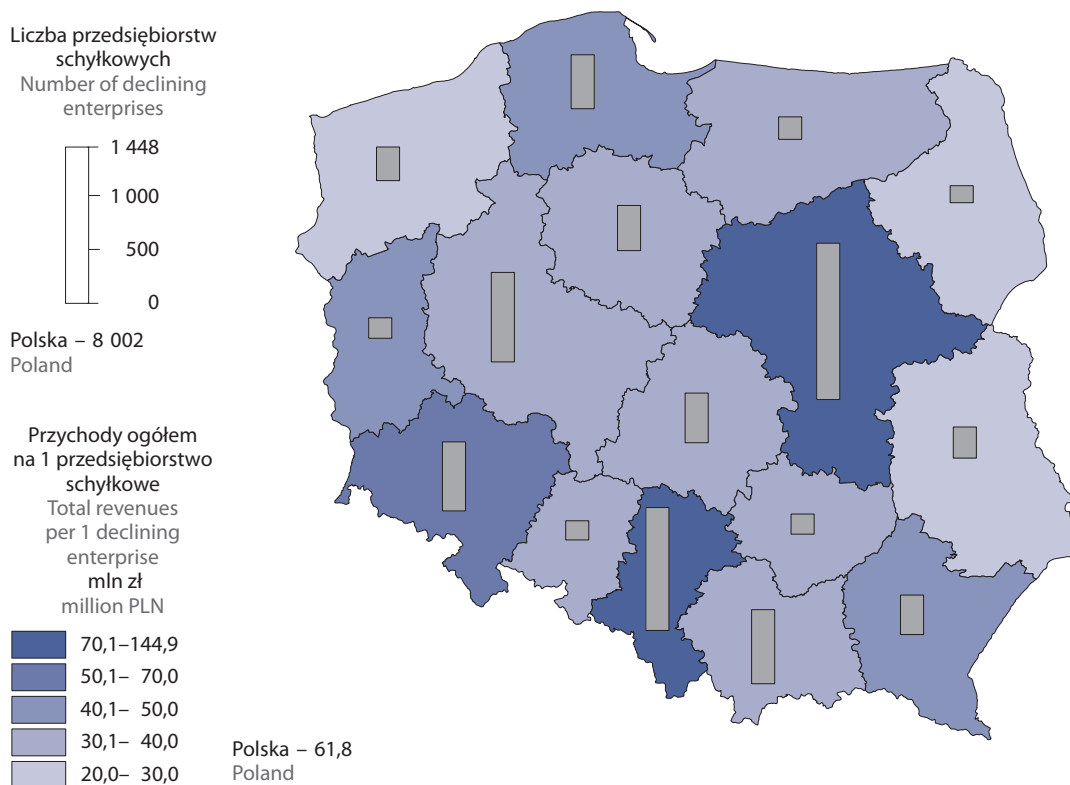 Liczba przedsiębiorstw
schyłkowych
Number of declining
enterprises
1 448
1 000
500
0
Polska – 8 002
Poland
Przychody ogółem
na 1 przedsiębiorstwo
schyłkowe
Total revenues
per 1 declining
enterprise
mln zł
million PLN
70,1–144,9
50,1– 70,0
40,1– 50,0
30,1– 40,0
20,0– 30,0
Polska – 61,8
Poland